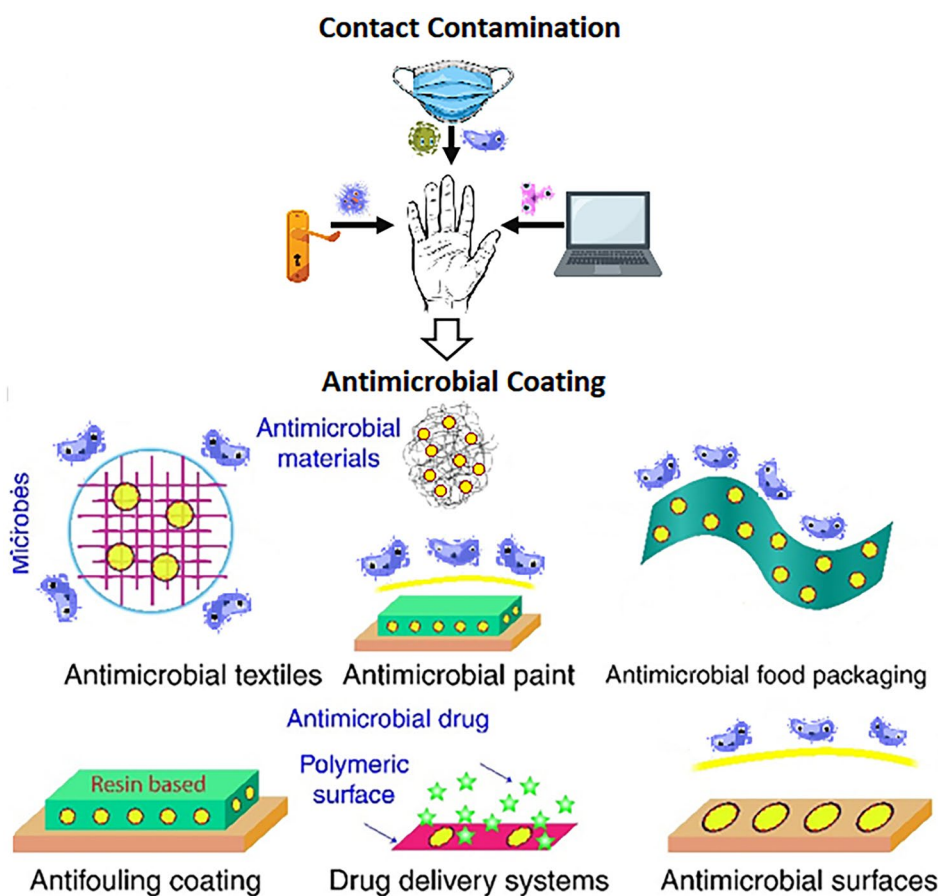 Contact Contamination
Antimicrobial Coating
Antimicrobial
materials
Microbes
Antimicrobial textiles
Antimicrobial paint
Antimicrobial food packaging
Antimicrobial drug
Polymeric
surface
Resin based
Antifouling coating
Drug delivery systems
Antimicrobial surfaces